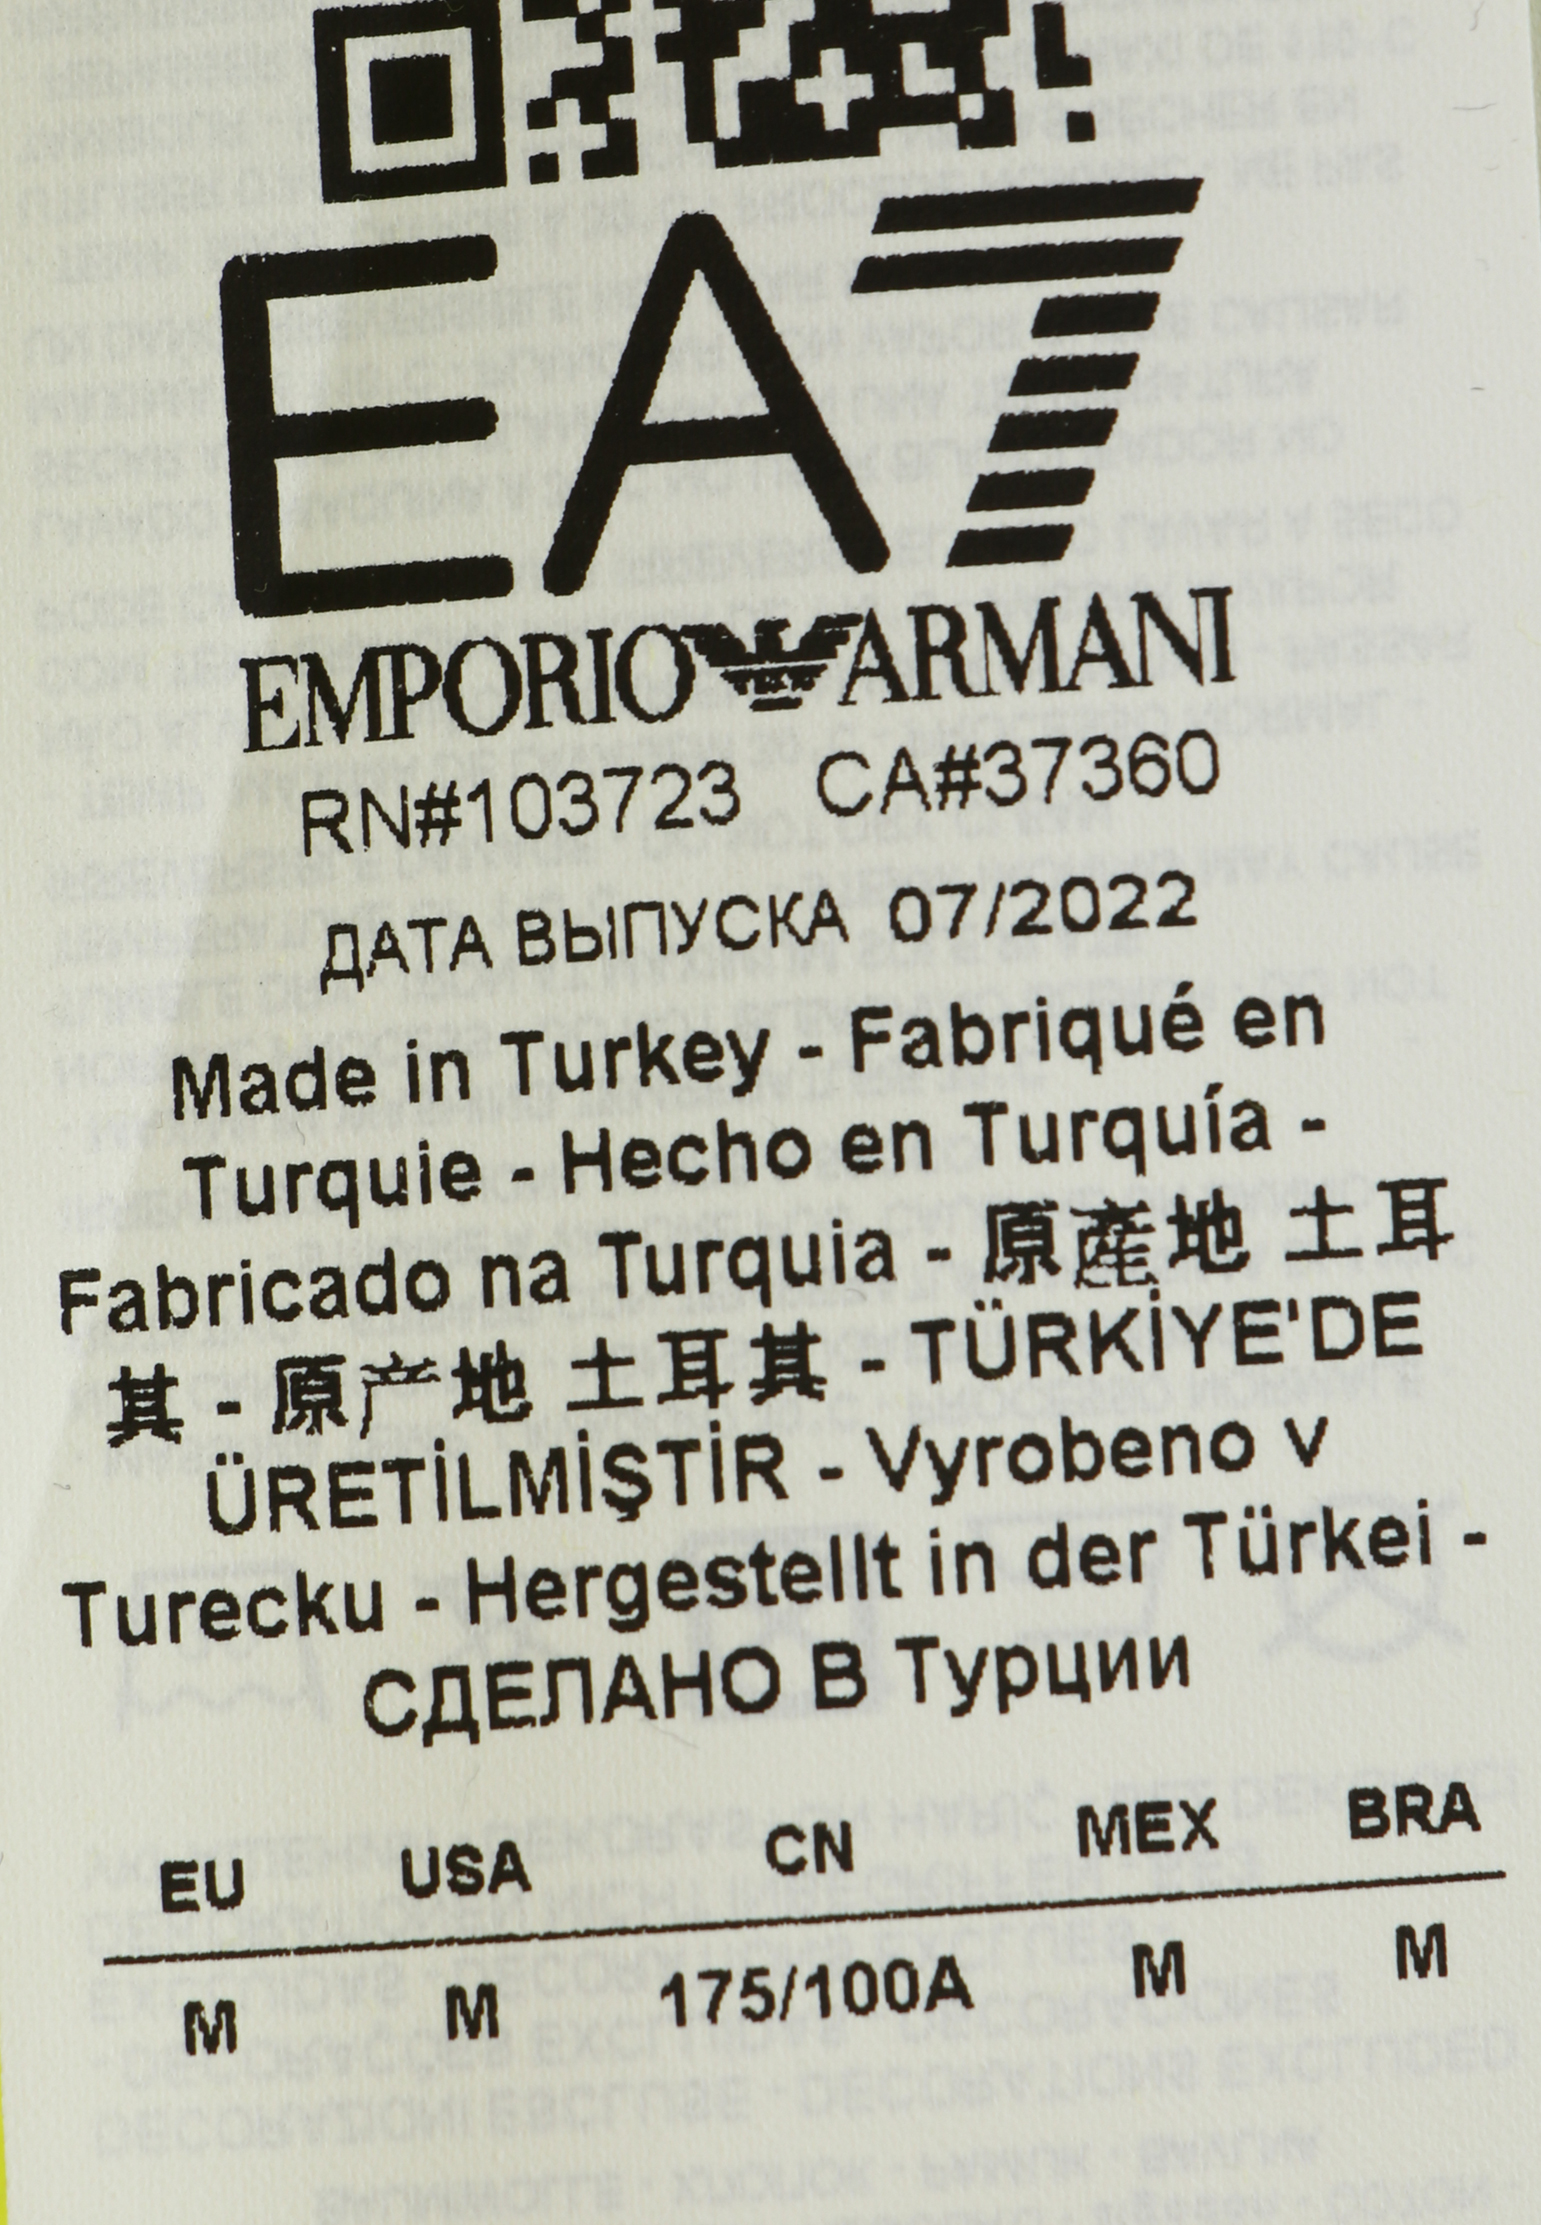 EA7
EMPORIO ARMANI
RN#103723 CA#37360
ДАТА ВЫПУСКА 07/2022
Made in Turkey - Fabriqué en
Turquie - Hecho en Turquía -
Fabricado na Turquia - 原產地 土耳
其 - 原产地 土耳其 - TÜRKİYE'DE
ÜRETİLMİŞTİR - Vyrobeno v
Turecku - Hergestellt in der Türkei -
СДЕЛАНО В Турции
EU USA CN MEX BRA
M M 175/100A M M